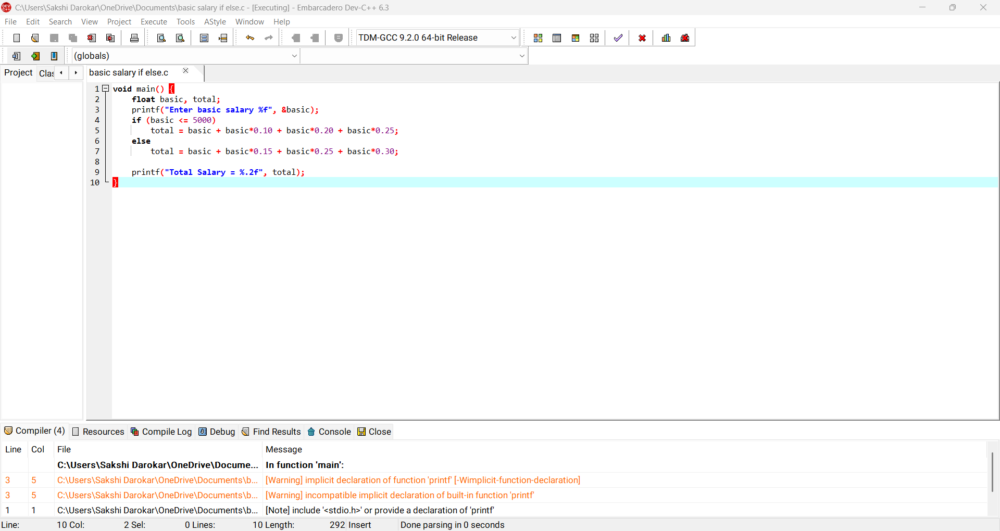 C:\Users\Sakshi Darokar\OneDrive\Documents\basic salary if else.c - [Executing] - Embarcadero Dev-C++ 6.3
File Edit Search View Project Execute Tools AStyle Window Help
TDM-GCC 9.2.0 64-bit Release
(globals)
Project Clas basic salary if else.c
1 void main() {
2 float basic, total;
3 printf("Enter basic salary %f", &basic);
4 if (basic <= 5000)
5 total = basic + basic*0.10 + basic*0.20 + basic*0.25;
6 else
7 total = basic + basic*0.15 + basic*0.25 + basic*0.30;
8
9 printf("Total Salary = %.2f", total);
10 }
Compiler (4) Resources Compile Log Debug Find Results Console Close
Line Col File Message
C:\Users\Sakshi Darokar\OneDrive\Docume... In function 'main':
3 5 C:\Users\Sakshi Darokar\OneDrive\Documents\b... [Warning] implicit declaration of function 'printf' [-Wimplicit-function-declaration]
3 5 C:\Users\Sakshi Darokar\OneDrive\Documents\b... [Warning] incompatible implicit declaration of built-in function 'printf'
1 1 C:\Users\Sakshi Darokar\OneDrive\Documents\b... [Note] include '<stdio.h>' or provide a declaration of 'printf'
Line: 10 Col: 2 Sel: 0 Lines: 10 Length: 292 Insert Done parsing in 0 seconds